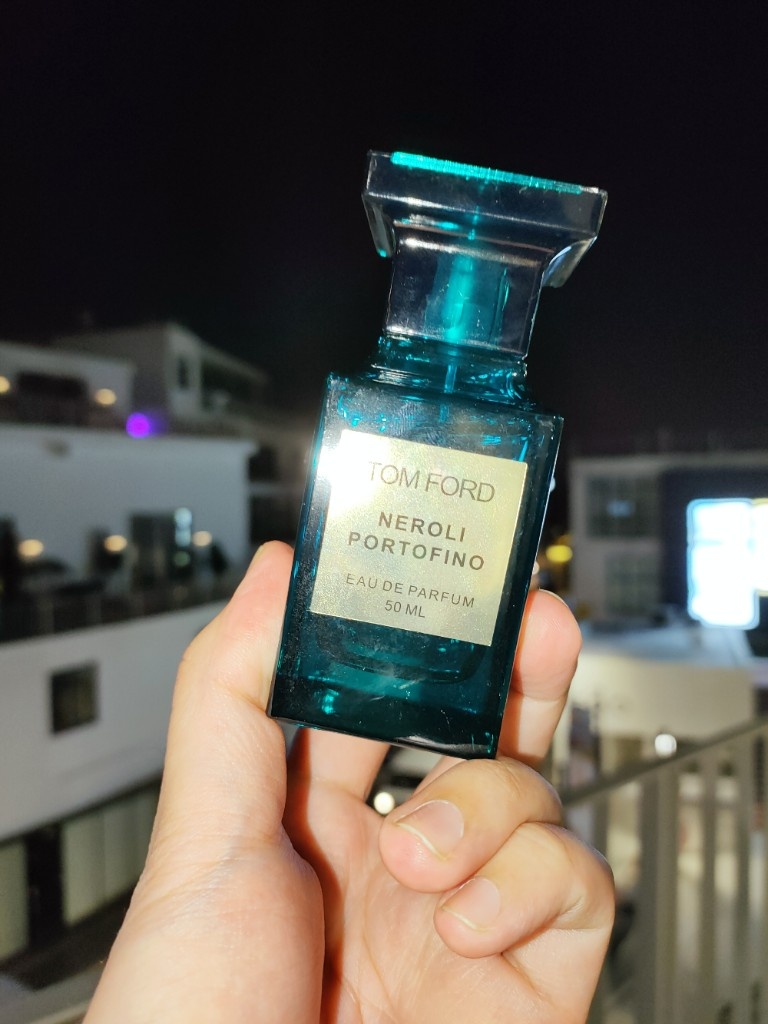 TOM FORD
NEROLI
PORTOFINO
EAU DE PARFUM
50 ML